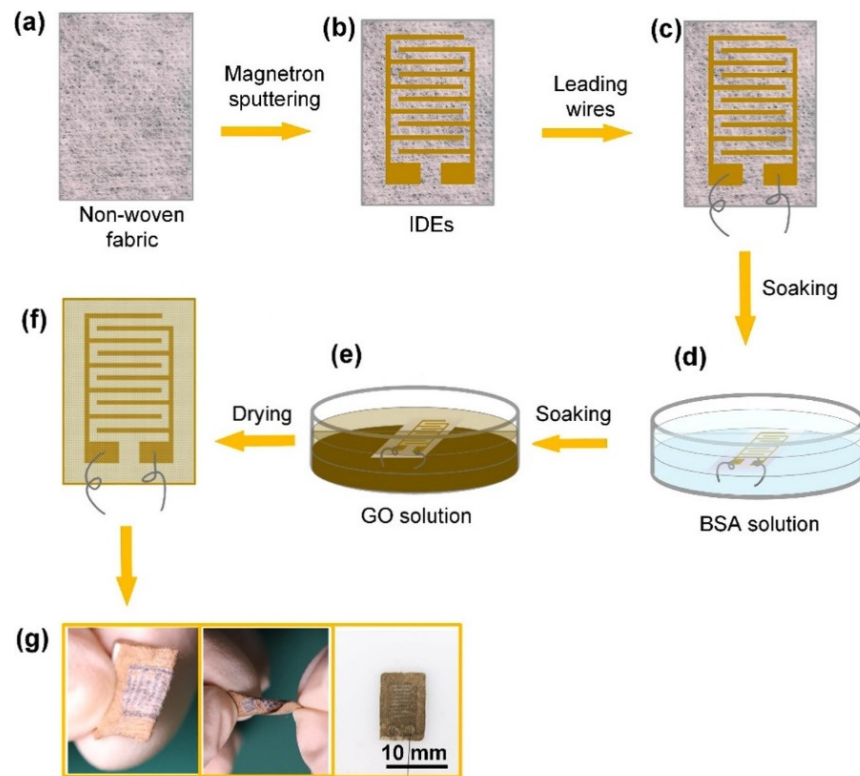 (a)
Non-woven
fabric
Magnetron
sputtering
(b)
IDEs
Leading
wires
(c)
Soaking
(d)
BSA solution
Soaking
(e)
GO solution
Drying
(f)
(g)
10 mm